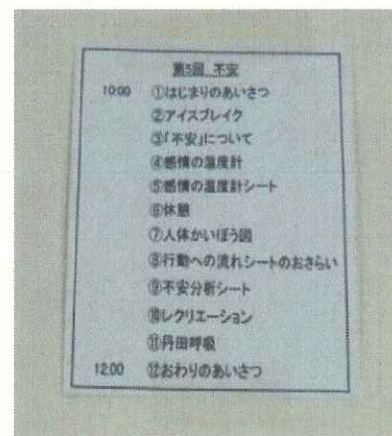 第5回 不安
10:00 ①はじまりのあいさつ
②アイスブレイク
③「不安」について
④感情の温度計
⑤感情の温度計シート
⑥休憩
⑦人体かいぼう図
⑧行動への流れシートのおさらい
⑨不安分析シート
⑩レクリエーション
⑪丹田呼吸
12:00 ⑫おわりのあいさつ